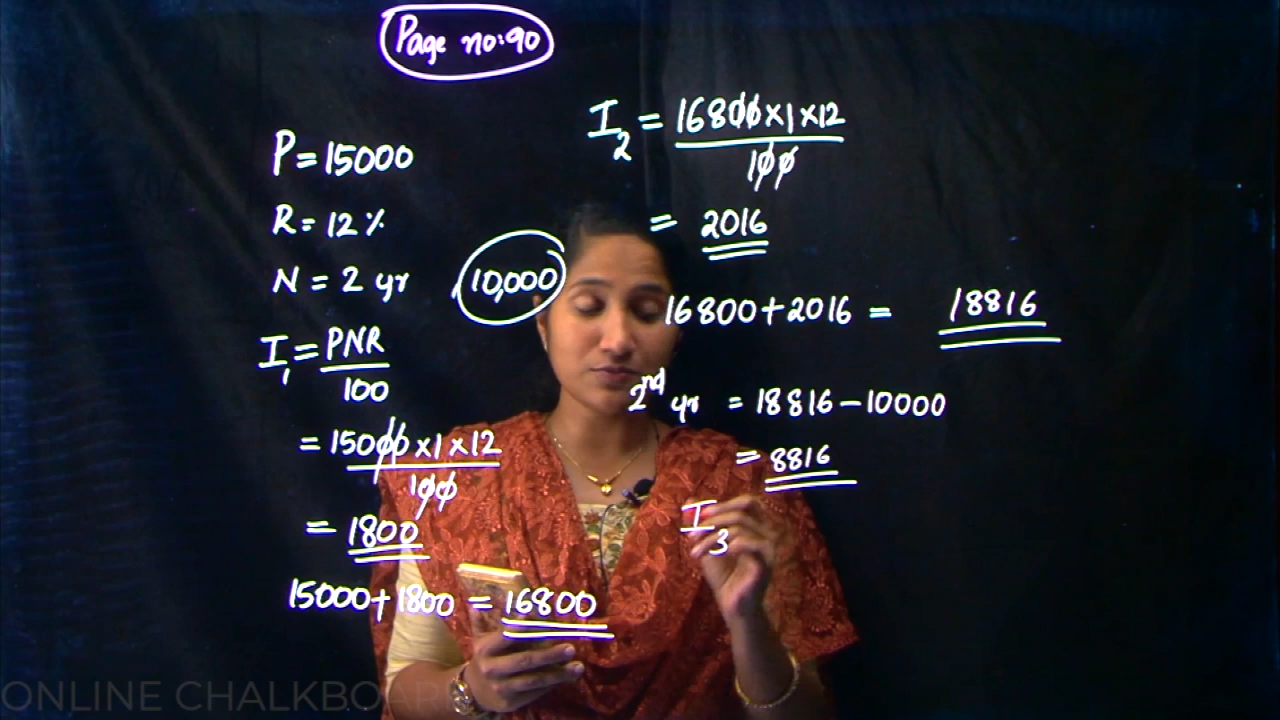 Page no:90
P = 15000
R = 12 %
N = 2 yr
10,000
I₁ = PNR
100
= 15000 x 1 x 12
100
= 1800
15000 + 1800 = 16800
I₂ = 16800 x 1 x 12
100
= 2016
16800 + 2016 = 18816
2nd yr = 18816 - 10000
= 8816
I₃
ONLINE CHALKBOAR